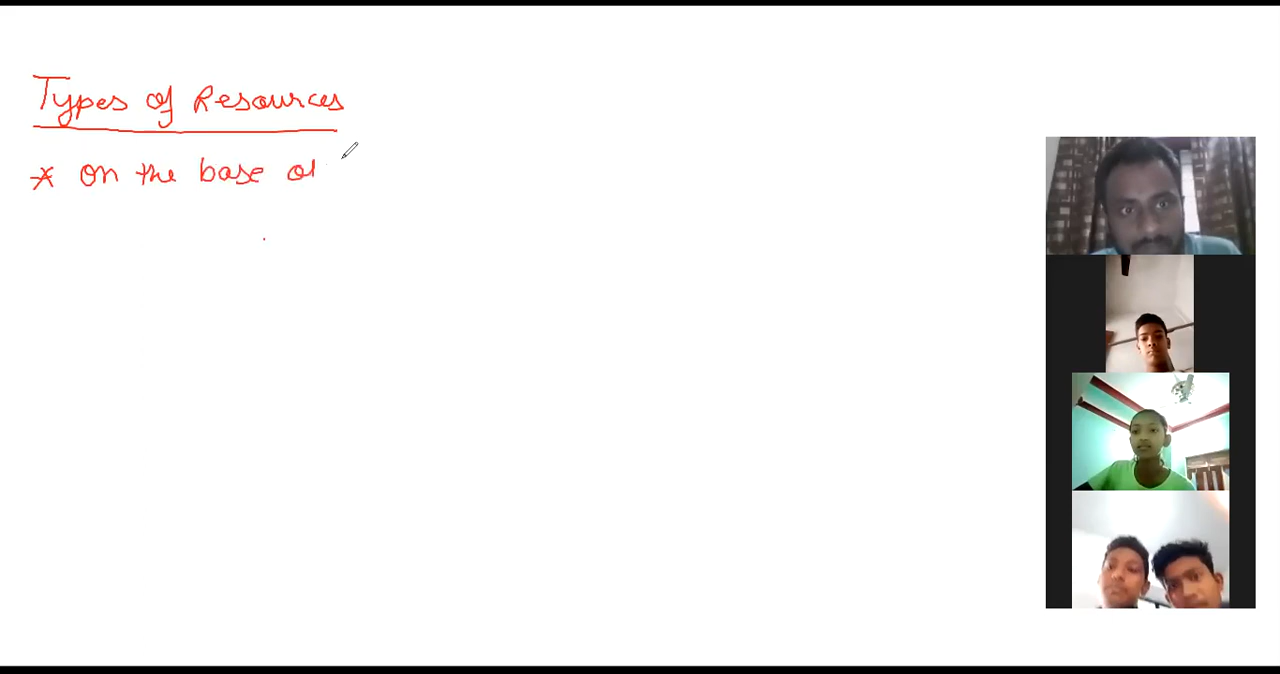 Types of Resources
* on the base of